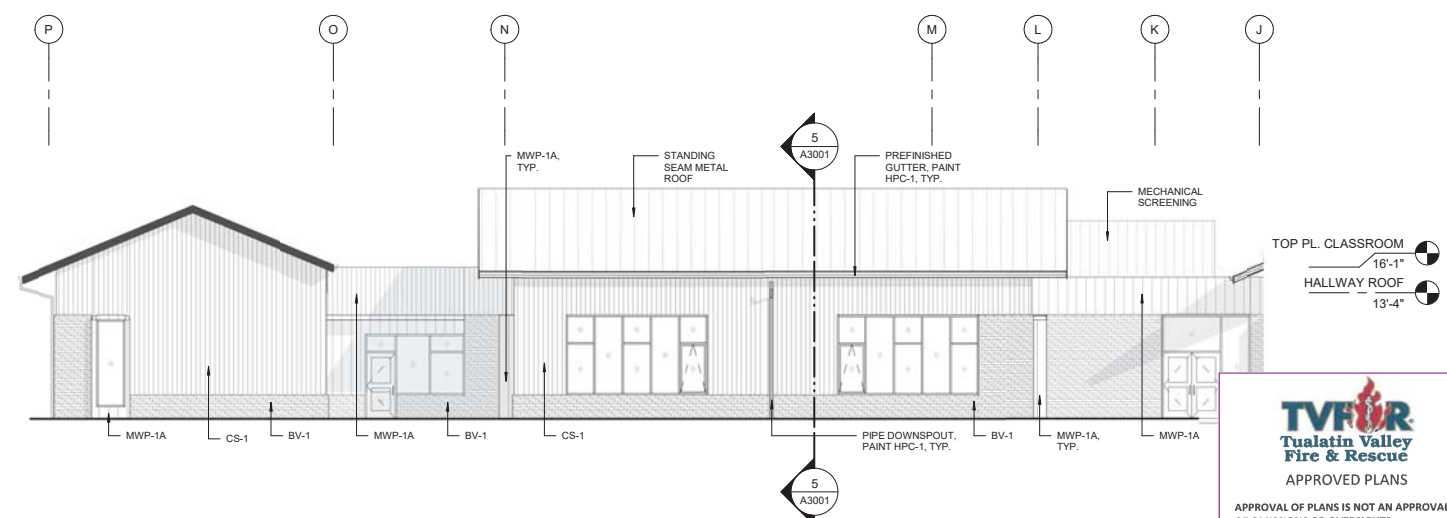 P
O
N
M
L
K
J
5
A3001
MWP-1A,
TYP.
STANDING
SEAM METAL
ROOF
PREFINISHED
GUTTER, PAINT
HPC-1, TYP.
MECHANICAL
SCREENING
TOP PL. CLASSROOM
16'-1"
HALLWAY ROOF
13'-4"
MWP-1A
CS-1
BV-1
MWP-1A
BV-1
CS-1
PIPE DOWNSPOUT,
PAINT HPC-1, TYP.
BV-1
MWP-1A,
TYP.
MWP-1A
5
A3001
TVF&R
Tualatin Valley
Fire & Rescue
APPROVED PLANS
APPROVAL OF PLANS IS NOT AN APPROVAL